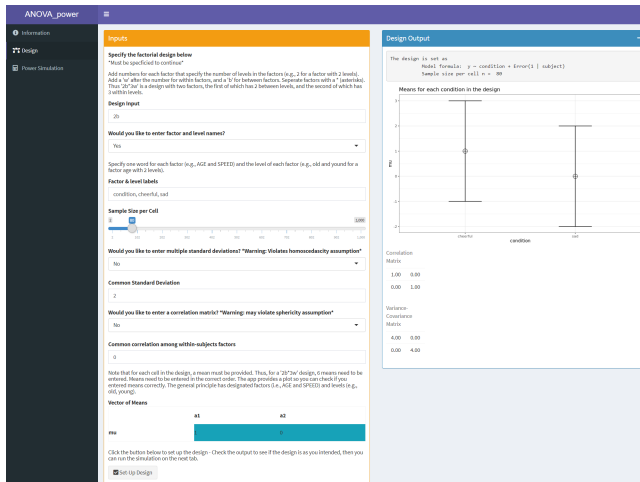 ANOVA_power
Information
Design
Power Simulation
Inputs
Specify the factorial design below
*Must be specficied to continue*
Add numbers for each factor that specify the number of levels in the factors (e.g., 2 for a factor with 2 levels).
Add a 'w' after the number for within factors, and a 'b' for between factors. Seperate factors with a * (asteriks).
Thus '2b*3w' is a design with two factors, the first of which has 2 between levels, and the second of which has
3 within levels.
Design Input
2b
Would you like to enter factor and level names?
Yes
Specify one word for each factor (e.g., AGE and SPEED) and the level of each factor (e.g., old and yound for a
factor age with 2 levels).
Factor & level labels
condition, cheerful, sad
Sample Size per Cell
1
80
1,000
Would you like to enter multiple standard deviations? *Warning: Violates homoscedascity assumption*
No
Common Standard Deviation
2
Would you like to enter a correlation matrix? *Warning: may violate sphericity assumption*
No
Common correlation among within-subjects factors
0
Note that for each cell in the design, a mean must be provided. Thus, for a '2b*3w' design, 6 means need to be
entered. Means need to be entered in the correct order. The app provides a plot so you can check if you
entered means correctly. The general principle has designated factors (i.e., AGE and SPEED) and levels (e.g.,
old, young).
Vector of Means
a1 a2
mu 1 0
Click the button below to set up the design - Check the output to see if the design is as you intended, then you
can run the simulation on the next tab.
Set-Up Design
Design Output
The design is set as
Model formula: y ~ condition + Error(1 | subject)
Sample size per cell n = 80
Means for each condition in the design
3
2
1
0
-1
-2
mu
cheerful sad
condition
Correlation
Matrix
1.00 0.00
0.00 1.00
Variance-
Covariance
Matrix
4.00 0.00
0.00 4.00